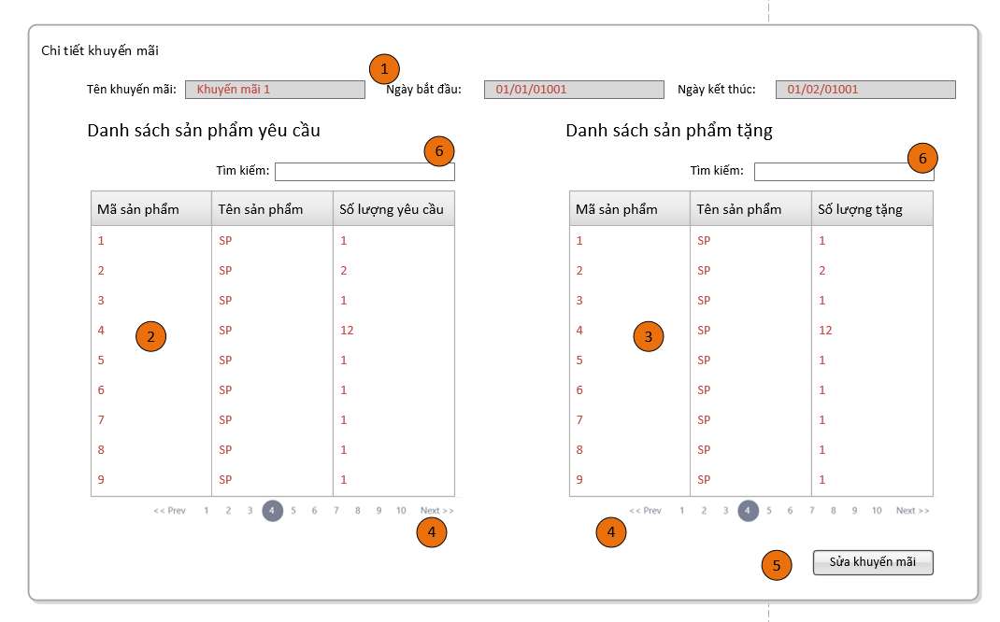 Chi tiết khuyến mãi
1
Tên khuyến mãi: Khuyến mãi 1 Ngày bắt đầu: 01/01/01001 Ngày kết thúc: 01/02/01001
Danh sách sản phẩm yêu cầu
6
Tìm kiếm:
Mã sản phẩm Tên sản phẩm Số lượng yêu cầu
1 SP 1
2 SP 2
3 SP 1
4 SP 12
2
5 SP 1
6 SP 1
7 SP 1
8 SP 1
9 SP 1
<< Prev 1 2 3 4 5 6 7 8 9 10 Next >>
4
Danh sách sản phẩm tặng
6
Tìm kiếm:
Mã sản phẩm Tên sản phẩm Số lượng tặng
1 SP 1
2 SP 2
3 SP 1
4 SP 12
3
5 SP 1
6 SP 1
7 SP 1
8 SP 1
9 SP 1
<< Prev 1 2 3 4 5 6 7 8 9 10 Next >>
4
5
Sửa khuyến mãi